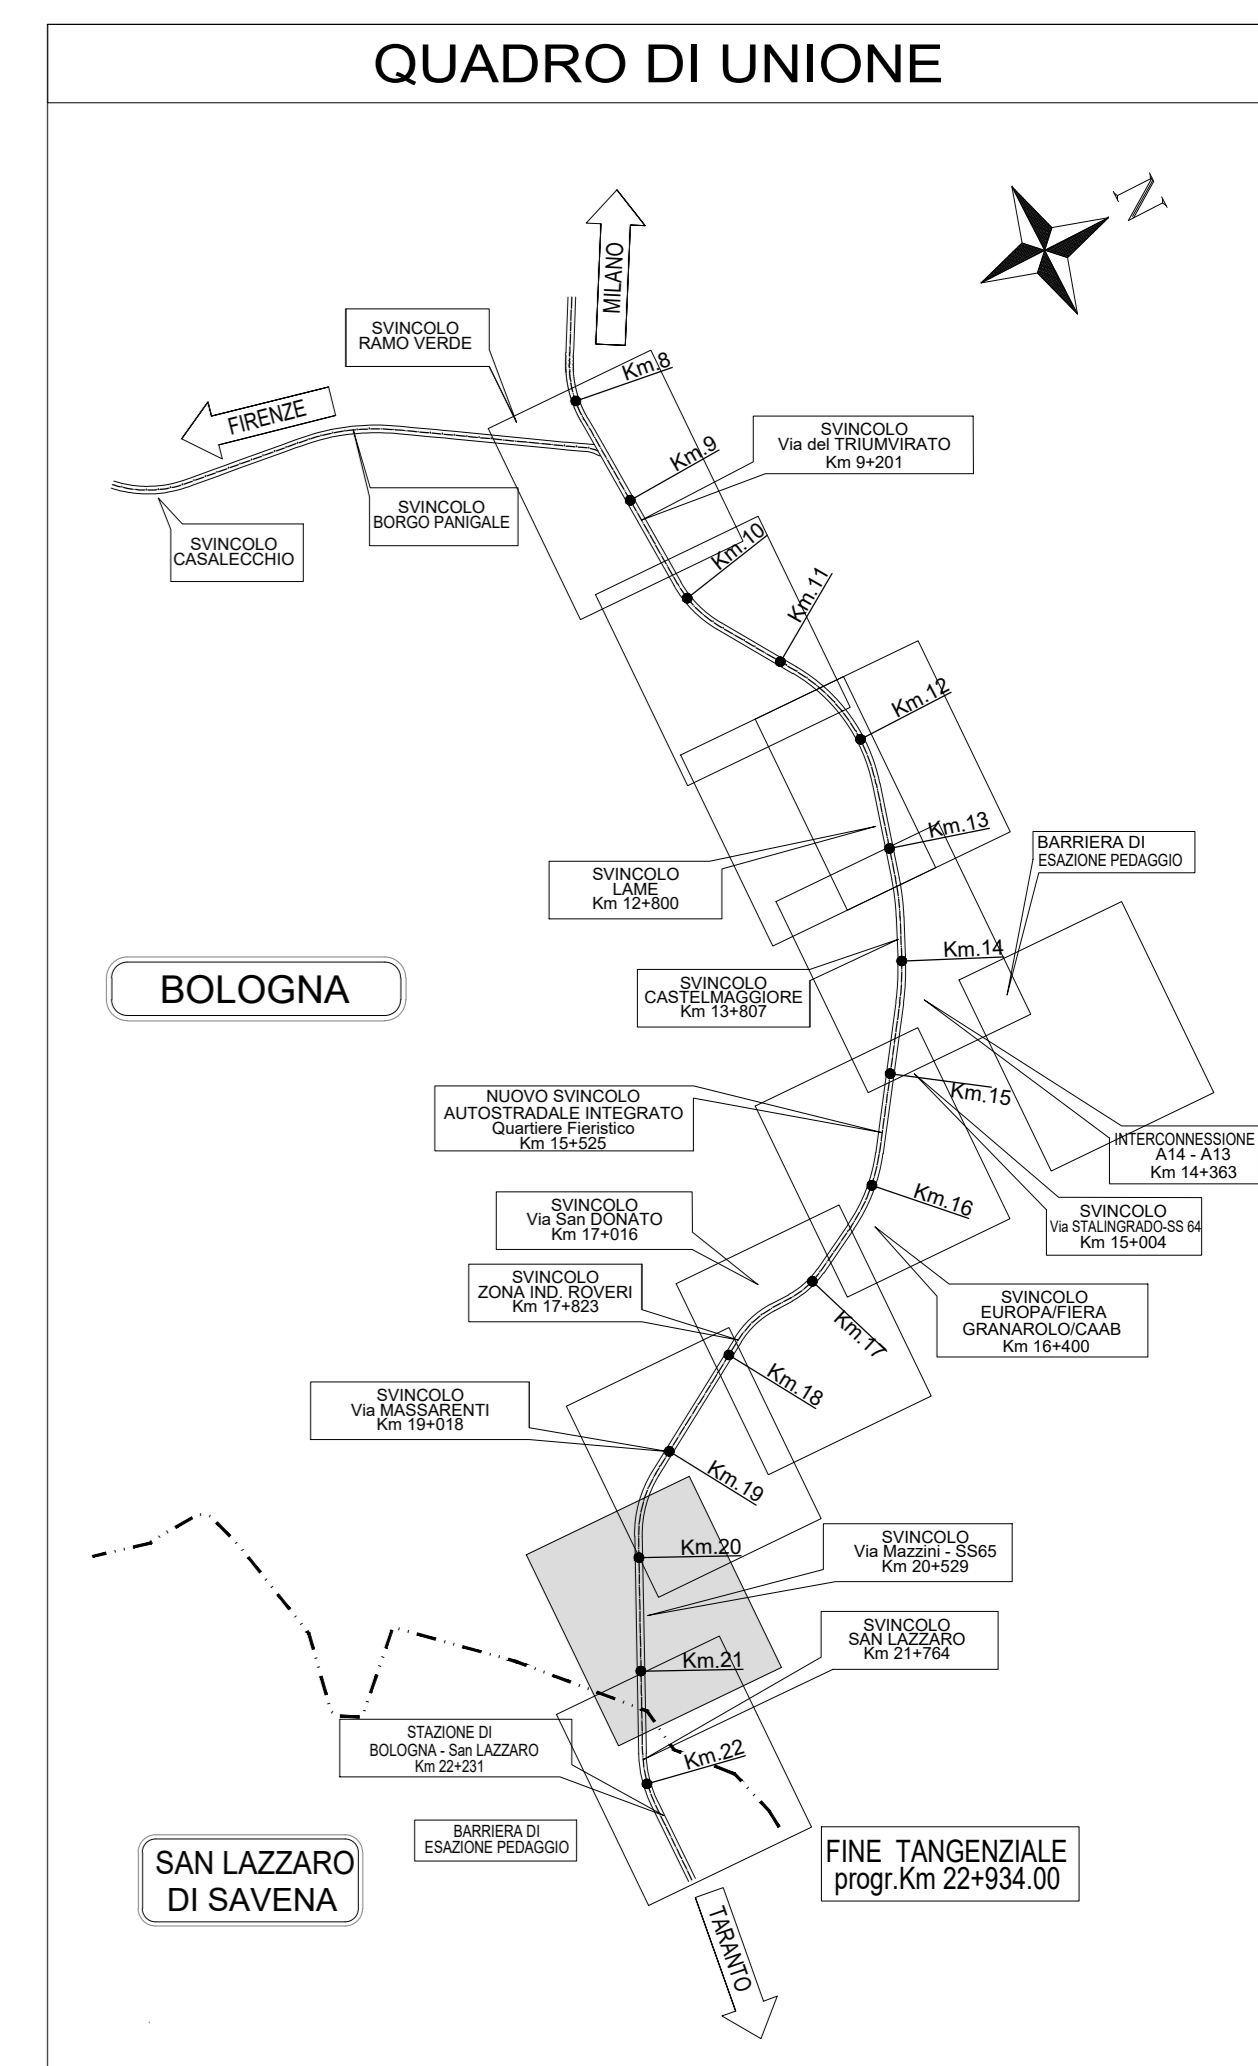 QUADRO DI UNIONE
N
MILANO
SVINCOLO
RAMO VERDE
Km.8
FIRENZE
SVINCOLO
Via del TRIUMVIRATO
Km 9+201
Km.9
SVINCOLO
BORGO PANIGALE
SVINCOLO
CASALECCHIO
Km.10
Km.11
Km.12
Km.13
BARRIERA DI
ESAZIONE PEDAGGIO
SVINCOLO
LAME
Km 12+800
Km.14
BOLOGNA
SVINCOLO
CASTELMAGGIORE
Km 13+807
Km.15
NUOVO SVINCOLO
AUTOSTRADALE INTEGRATO
Quartiere Fieristico
Km 15+525
INTERCONNESSIONE
A14 - A13
Km 14+363
Km.16
SVINCOLO
Via San DONATO
Km 17+016
SVINCOLO
Via STALINGRADO-SS 64
Km 15+004
SVINCOLO
ZONA IND. ROVERI
Km 17+823
SVINCOLO
EUROPA/FIERA
GRANAROLO/CAAB
Km 16+400
Km.17
Km.18
SVINCOLO
Via MASSARENTI
Km 19+018
Km.19
Km.20
SVINCOLO
Via Mazzini - SS65
Km 20+529
SVINCOLO
SAN LAZZARO
Km 21+764
Km.21
STAZIONE DI
BOLOGNA - San LAZZARO
Km 22+231
Km.22
BARRIERA DI
ESAZIONE PEDAGGIO
SAN LAZZARO
DI SAVENA
FINE TANGENZIALE
progr.Km 22+934.00
TARANTO